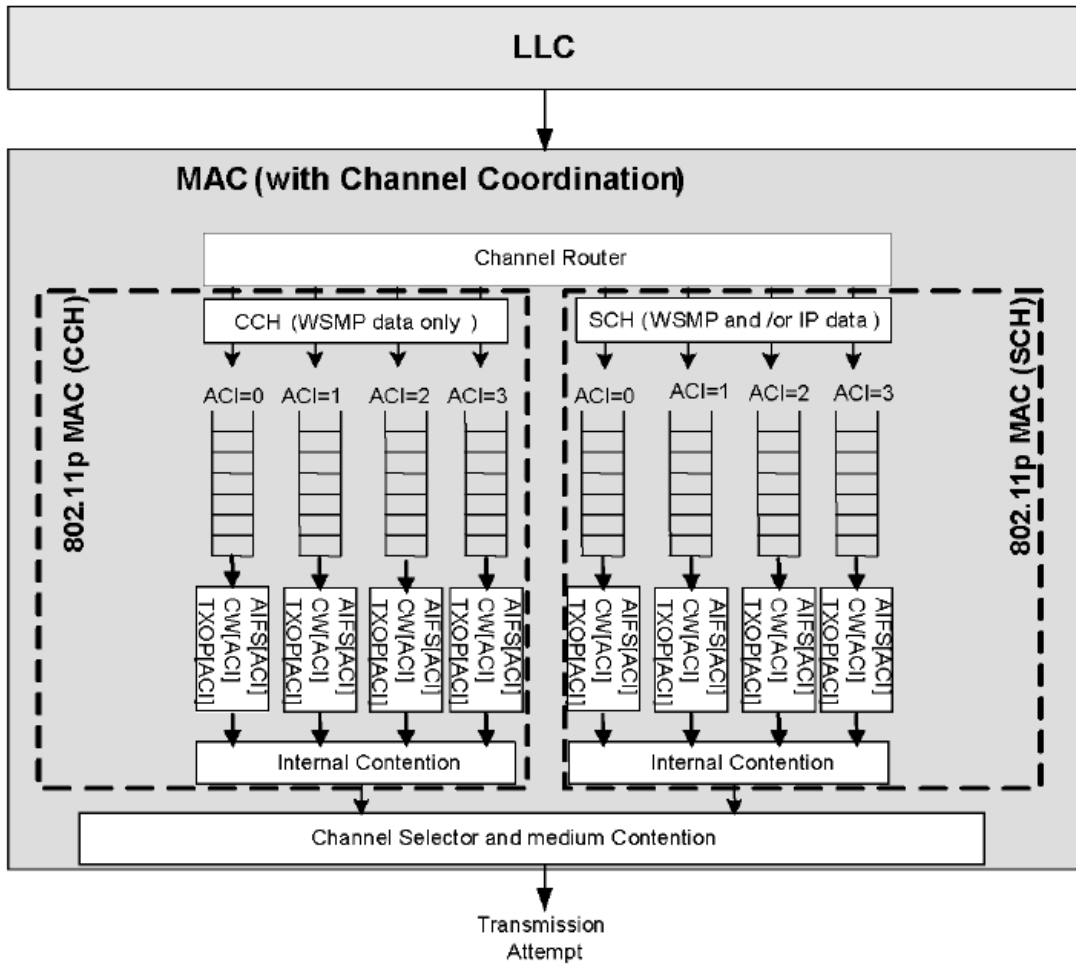 LLC
MAC (with Channel Coordination)
Channel Router
802.11p MAC (CCH)
CCH (WSMP data only )
SCH (WSMP and /or IP data )
802.11p MAC (SCH)
ACI=0
ACI=1
ACI=2
ACI=3
ACI=0
ACI=1
ACI=2
ACI=3
AIFS[ACI]
CW[ACI]
TXOP[ACI]
AIFS[ACI]
CW[ACI]
TXOP[ACI]
AIFS[ACI]
CW[ACI]
TXOP[ACI]
AIFS[ACI]
CW[ACI]
TXOP[ACI]
AIFS[ACI]
CW[ACI]
TXOP[ACI]
AIFS[ACI]
CW[ACI]
TXOP[ACI]
AIFS[ACI]
CW[ACI]
TXOP[ACI]
AIFS[ACI]
CW[ACI]
TXOP[ACI]
Internal Contention
Internal Contention
Channel Selector and medium Contention
Transmission
Attempt